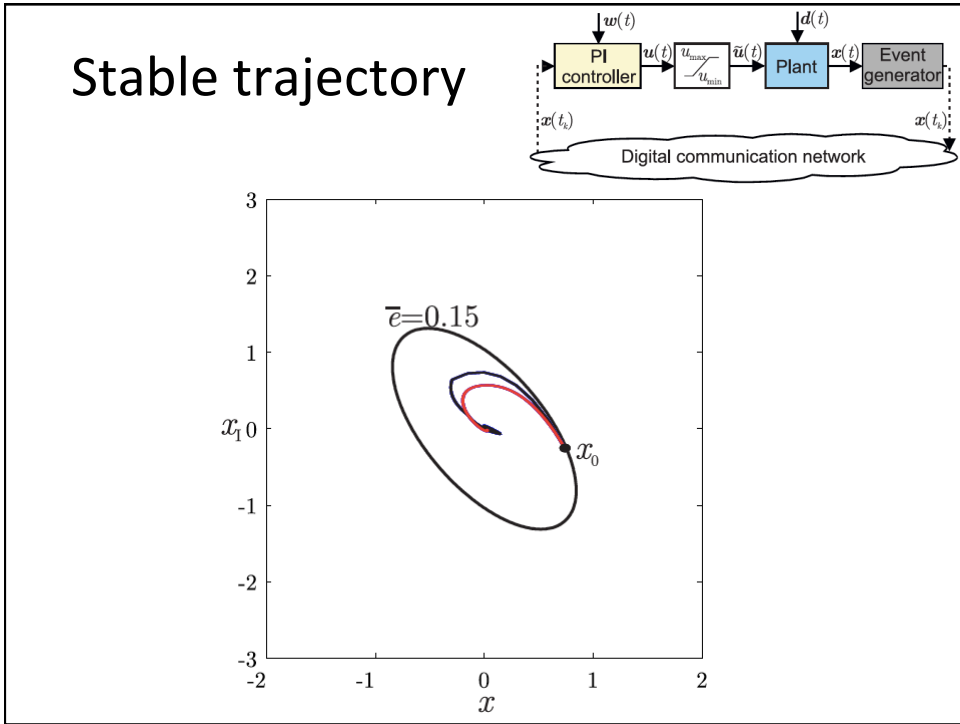 Stable trajectory
w(t)
d(t)
PI
controller
u(t)
u_max
u_min
ũ(t)
Plant
x(t)
Event
generator
x(t_k)
x(t_k)
Digital communication network
3
2
1
0
-1
-2
-3
x_I
e̅=0.15
x_0
-2
-1
0
1
2
x